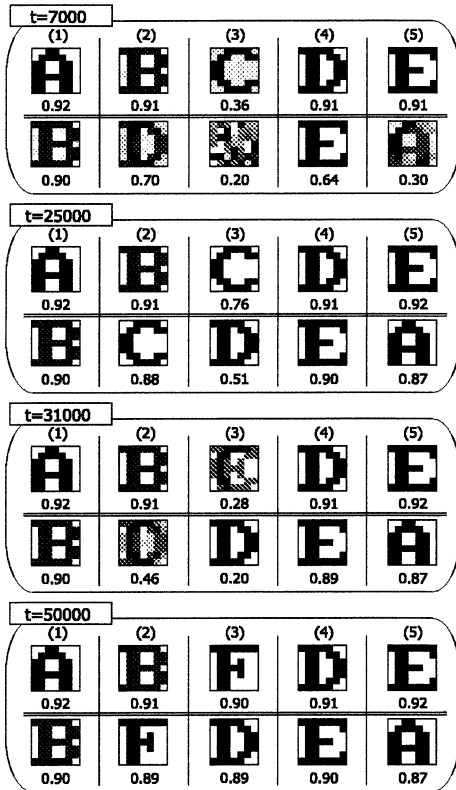 t=7000
(1) (2) (3) (4) (5)
A B C D E
0.92 0.91 0.36 0.91 0.91
B D E A
0.90 0.70 0.20 0.64 0.30
t=25000
(1) (2) (3) (4) (5)
A B C D E
0.92 0.91 0.76 0.91 0.92
B C D E A
0.90 0.88 0.51 0.90 0.87
t=31000
(1) (2) (3) (4) (5)
A B D E
0.92 0.91 0.28 0.91 0.92
B D E A
0.90 0.46 0.20 0.89 0.87
t=50000
(1) (2) (3) (4) (5)
A B F D E
0.92 0.91 0.90 0.91 0.92
B F D E A
0.90 0.89 0.89 0.90 0.87